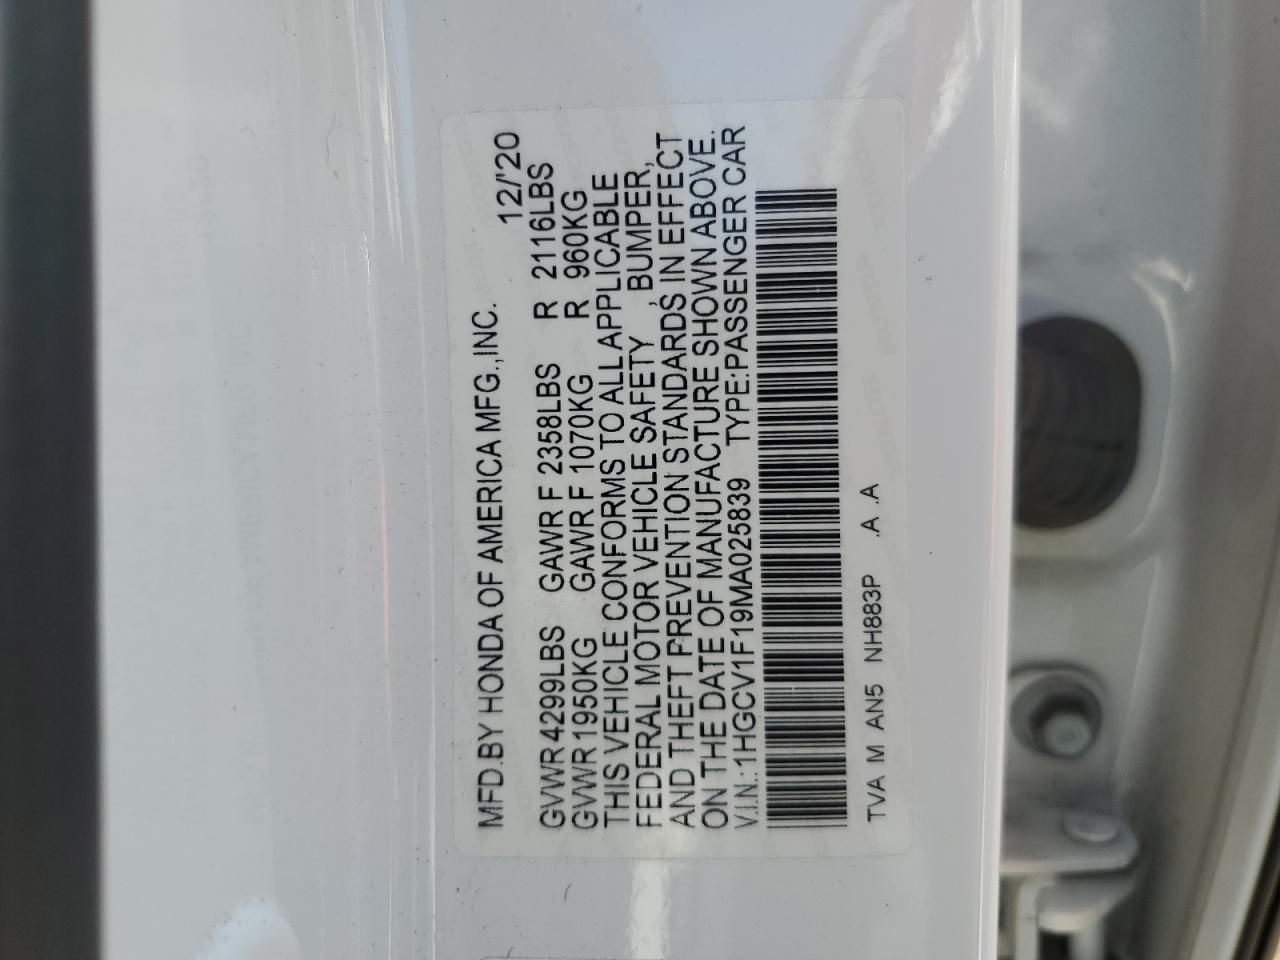 MFD.BY HONDA OF AMERICA MFG.,INC. 12/'20
GVWR 4299LBS GAWR F 2358LBS R 2116LBS
GVWR 1950KG GAWR F 1070KG R 960KG
THIS VEHICLE CONFORMS TO ALL APPLICABLE
FEDERAL MOTOR VEHICLE SAFETY , BUMPER,
AND THEFT PREVENTION STANDARDS IN EFFECT
ON THE DATE OF MANUFACTURE SHOWN ABOVE.
V.I.N.: 1HGCV1F19MA025839 TYPE:PASSENGER CAR
TVA M AN5 NH883P .A .A